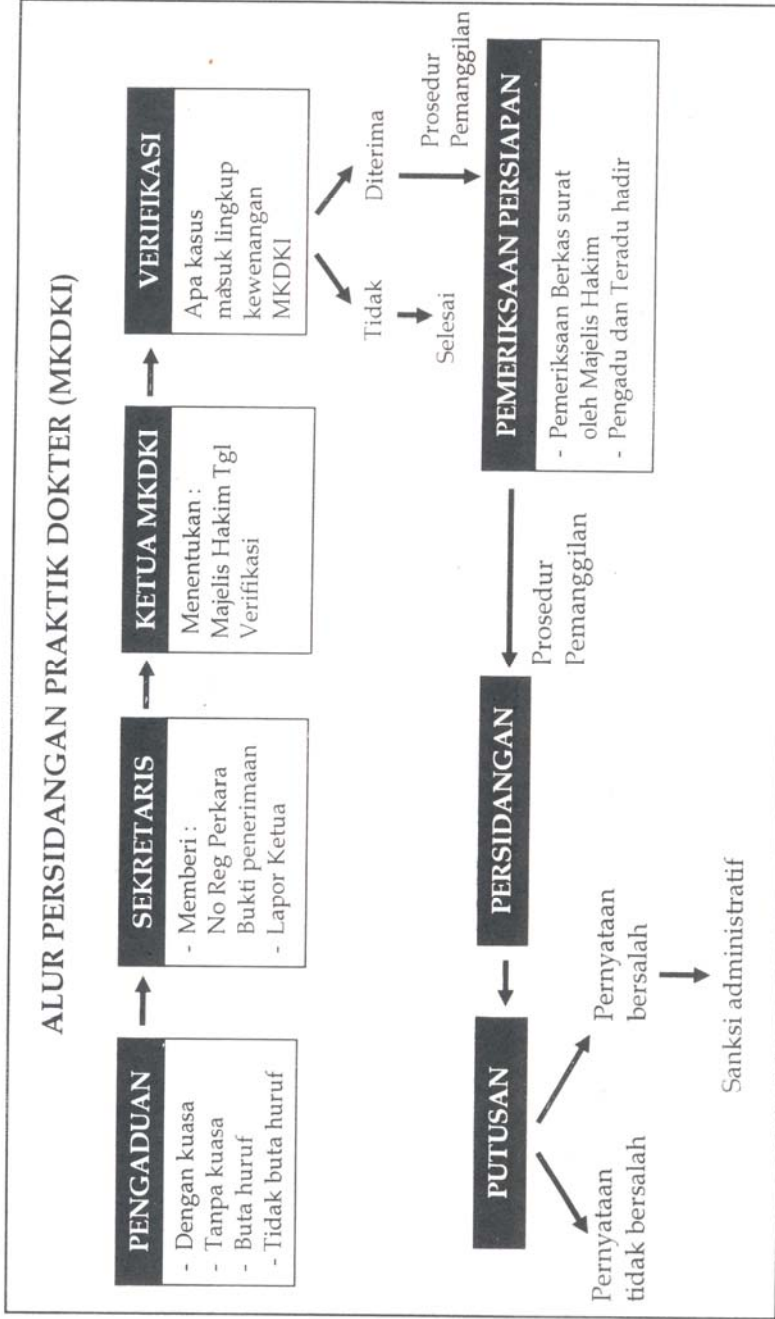 ALUR PERSIDANGAN PRAKTIK DOKTER (MKDKI)
PENGADUAN
- Dengan kuasa
- Tanpa kuasa
- Buta huruf
- Tidak buta huruf
SEKRETARIS
- Memberi :
No Reg Perkara
Bukti penerimaan
- Lapor Ketua
KETUA MKDKI
Menentukan :
Majelis Hakim Tgl
Verifikasi
VERIFIKASI
Apa kasus
masuk lingkup
kewenangan
MKDKI
Tidak
Selesai
Diterima
Prosedur
Pemanggilan
PEMERIKSAAN PERSIAPAN
- Pemeriksaan Berkas surat
oleh Majelis Hakim
- Pengadu dan Teradu hadir
Prosedur
Pemanggilan
PERSIDANGAN
PUTUSAN
Pernyataan
tidak bersalah
Pernyataan
bersalah
Sanksi administratif